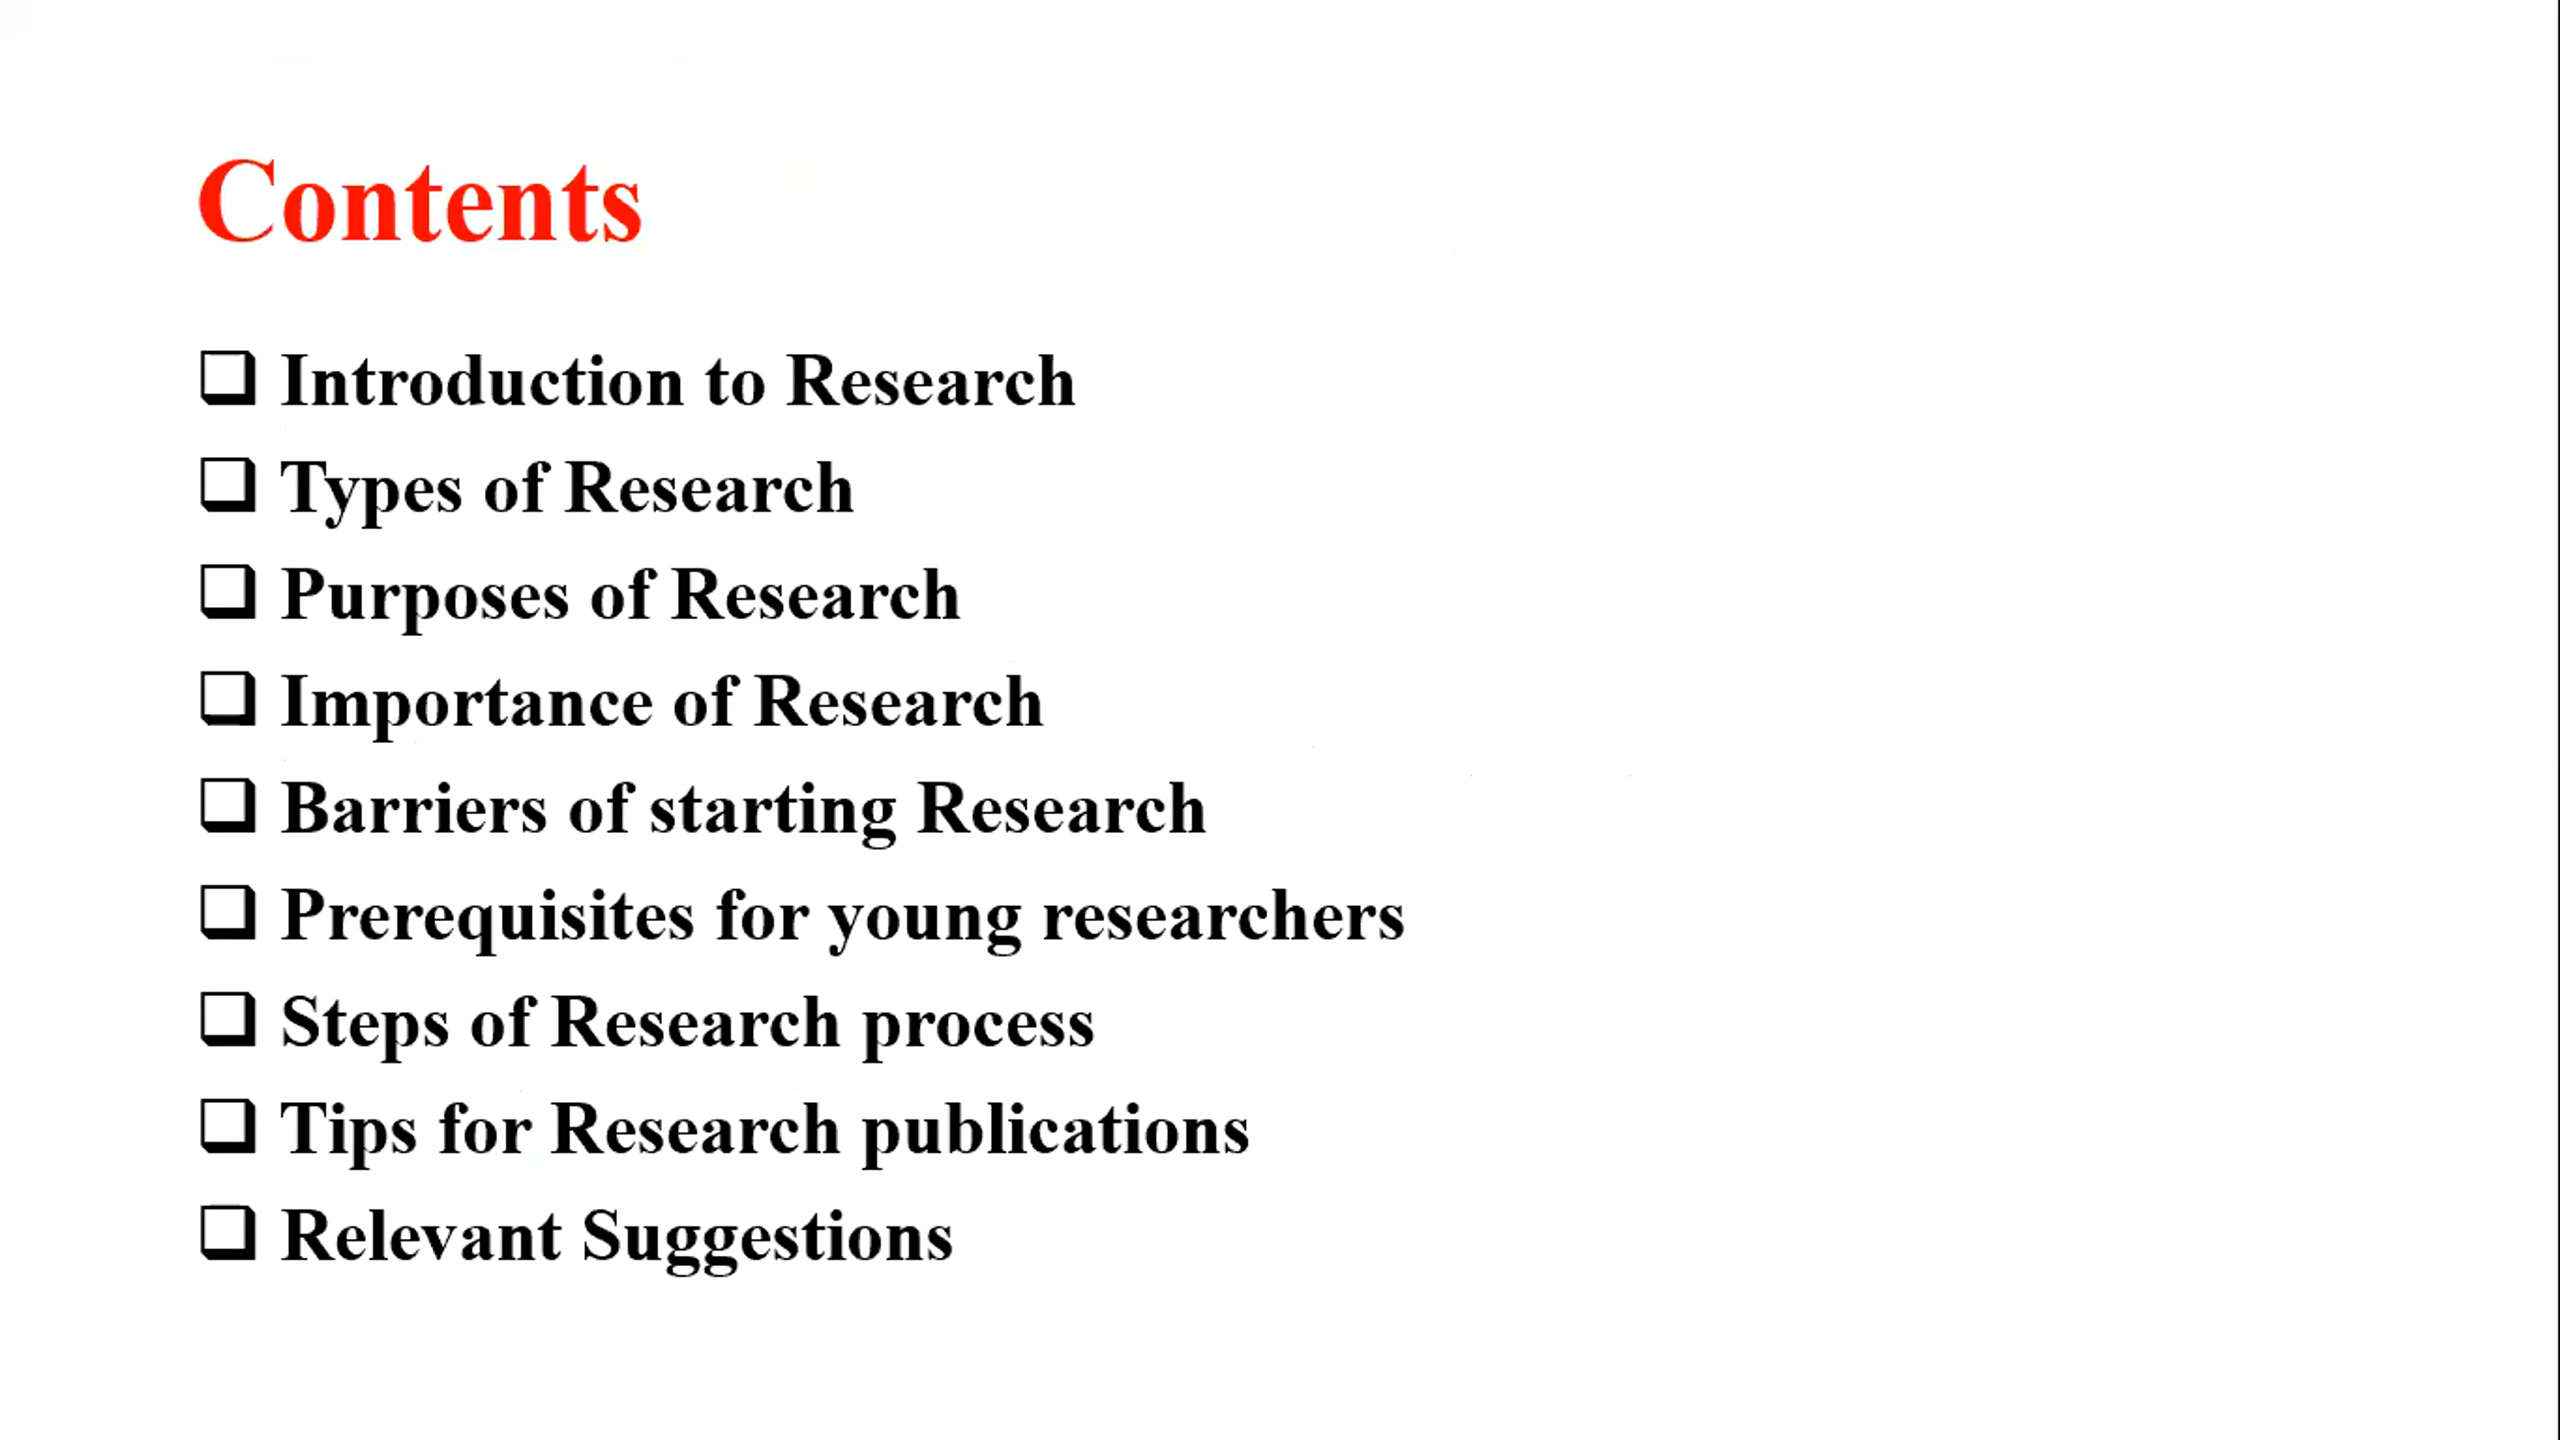 Contents
❑ Introduction to Research
❑ Types of Research
❑ Purposes of Research
❑ Importance of Research
❑ Barriers of starting Research
❑ Prerequisites for young researchers
❑ Steps of Research process
❑ Tips for Research publications
❑ Relevant Suggestions